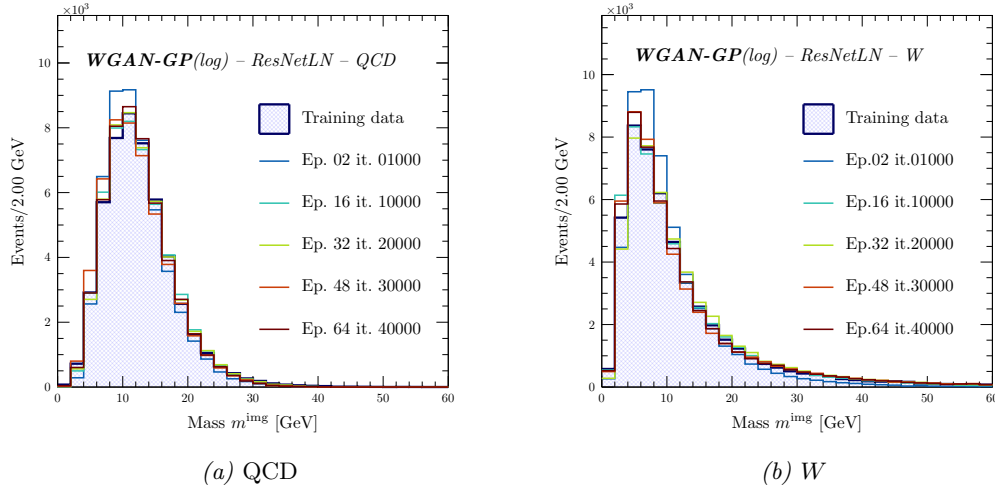 ×10³
WGAN-GP(log) – ResNetLN – QCD
Training data
Ep. 02 it. 01000
Ep. 16 it. 10000
Ep. 32 it. 20000
Ep. 48 it. 30000
Ep. 64 it. 40000
Events/2.00 GeV
10
8
6
4
2
0
0 10 20 30 40 50 60
Mass mⁱᵐᵍ [GeV]
(a) QCD
×10³
WGAN-GP(log) – ResNetLN – W
Training data
Ep.02 it.01000
Ep.16 it.10000
Ep.32 it.20000
Ep.48 it.30000
Ep.64 it.40000
Events/2.00 GeV
10
8
6
4
2
0
0 10 20 30 40 50 60
Mass mⁱᵐᵍ [GeV]
(b) W